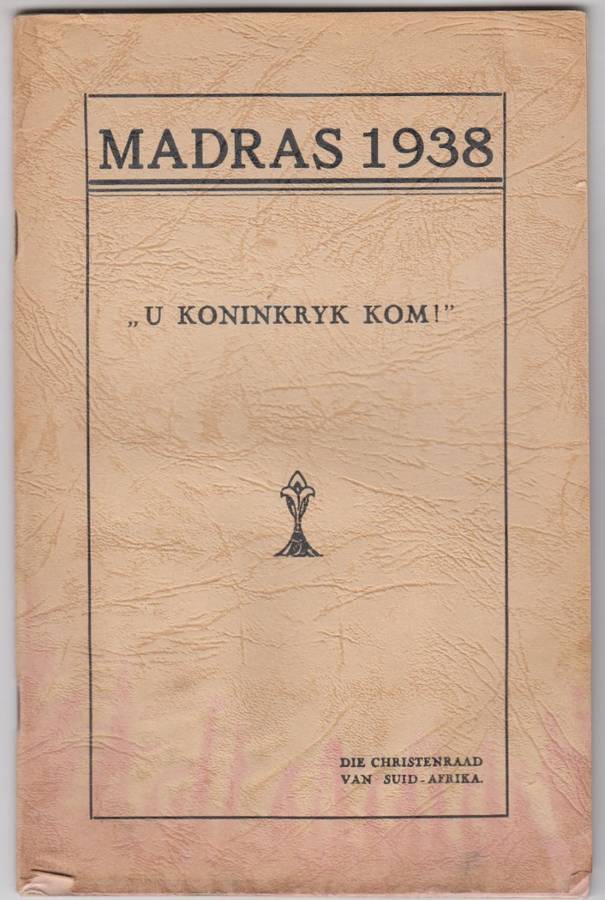 MADRAS 1938
„U KONINKRYK KOM!”
DIE CHRISTENRAAD
VAN SUID-AFRIKA.